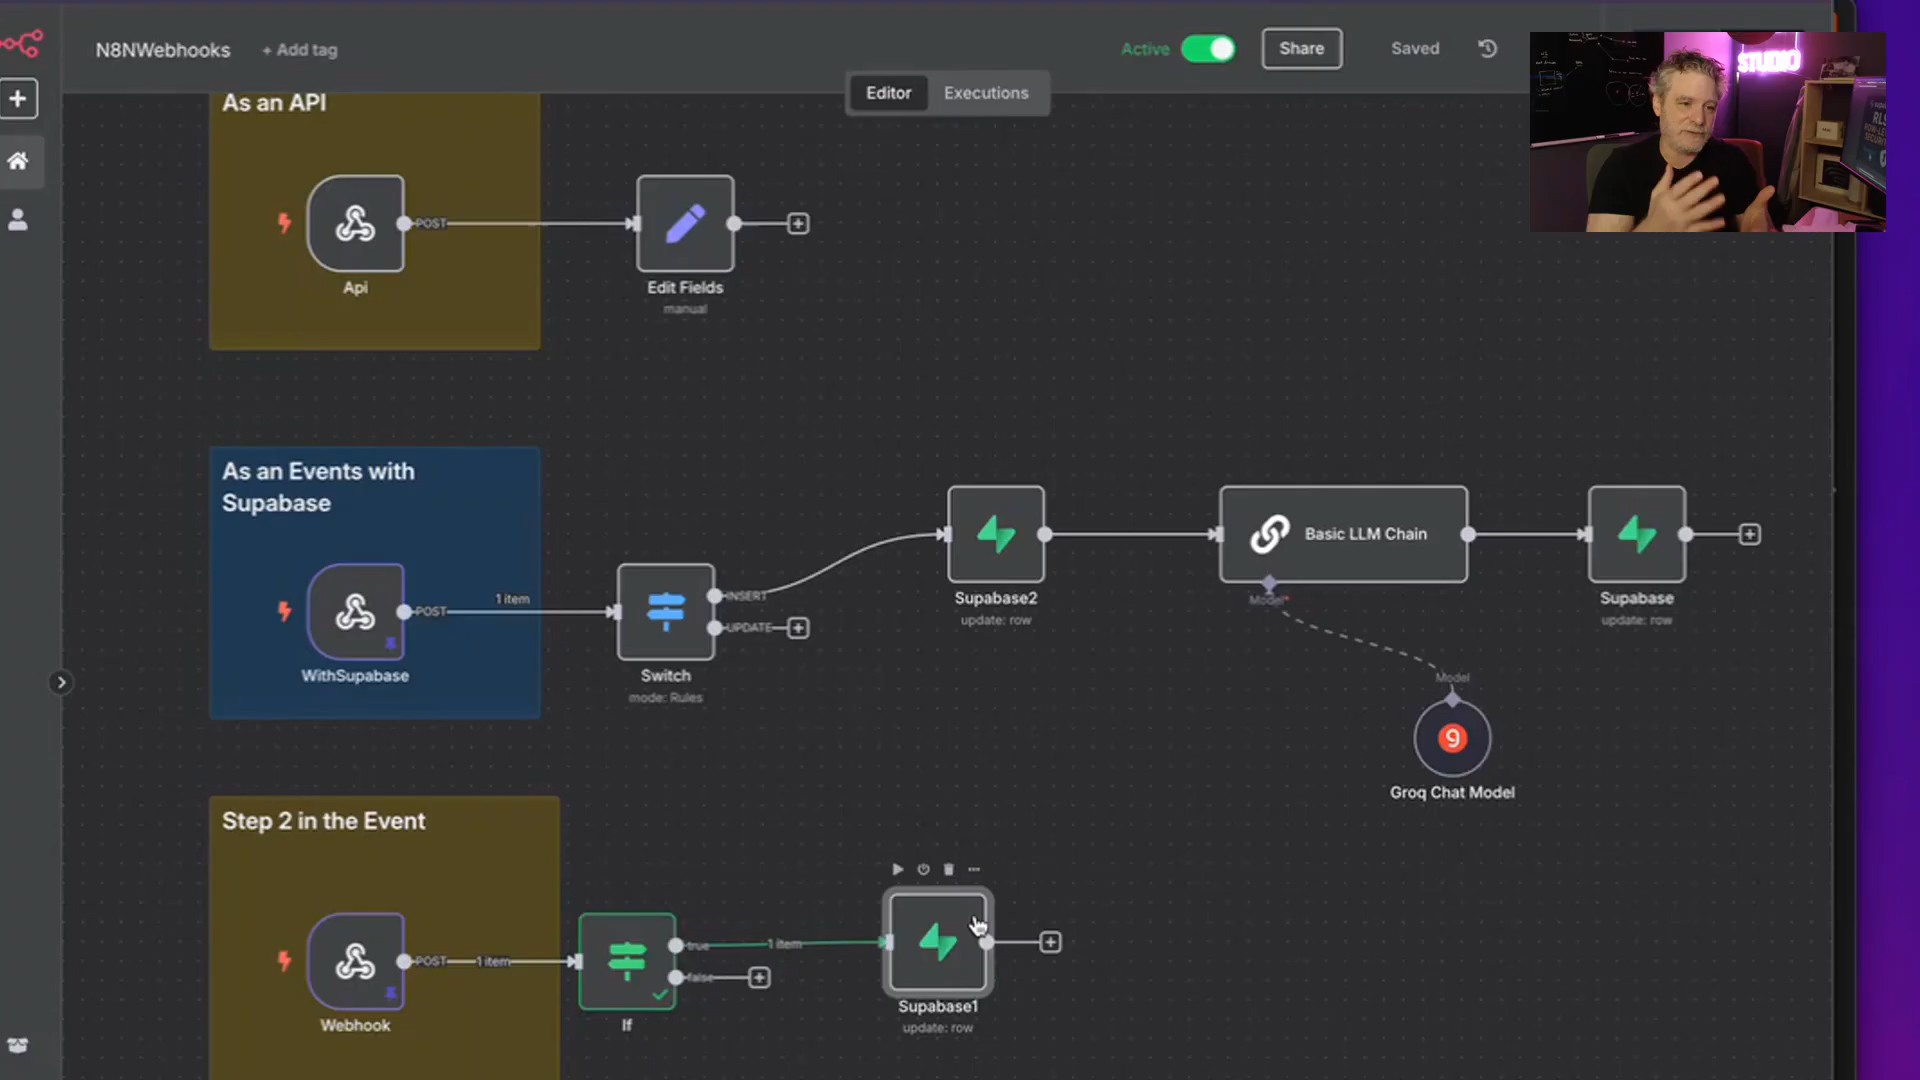 N8NWebhooks
+ Add tag
Active
Share
Saved
Editor
Executions
STUDIO
As an API
POST
Api
Edit Fields
manual
As an Events with
Supabase
POST
1 item
WithSupabase
INSERT
UPDATE
Switch
mode: Rules
Supabase2
update: row
Basic LLM Chain
Model*
Supabase
update: row
Model
Groq Chat Model
Step 2 in the Event
POST
1 item
Webhook
true
1 item
false
If
Supabase1
update: row